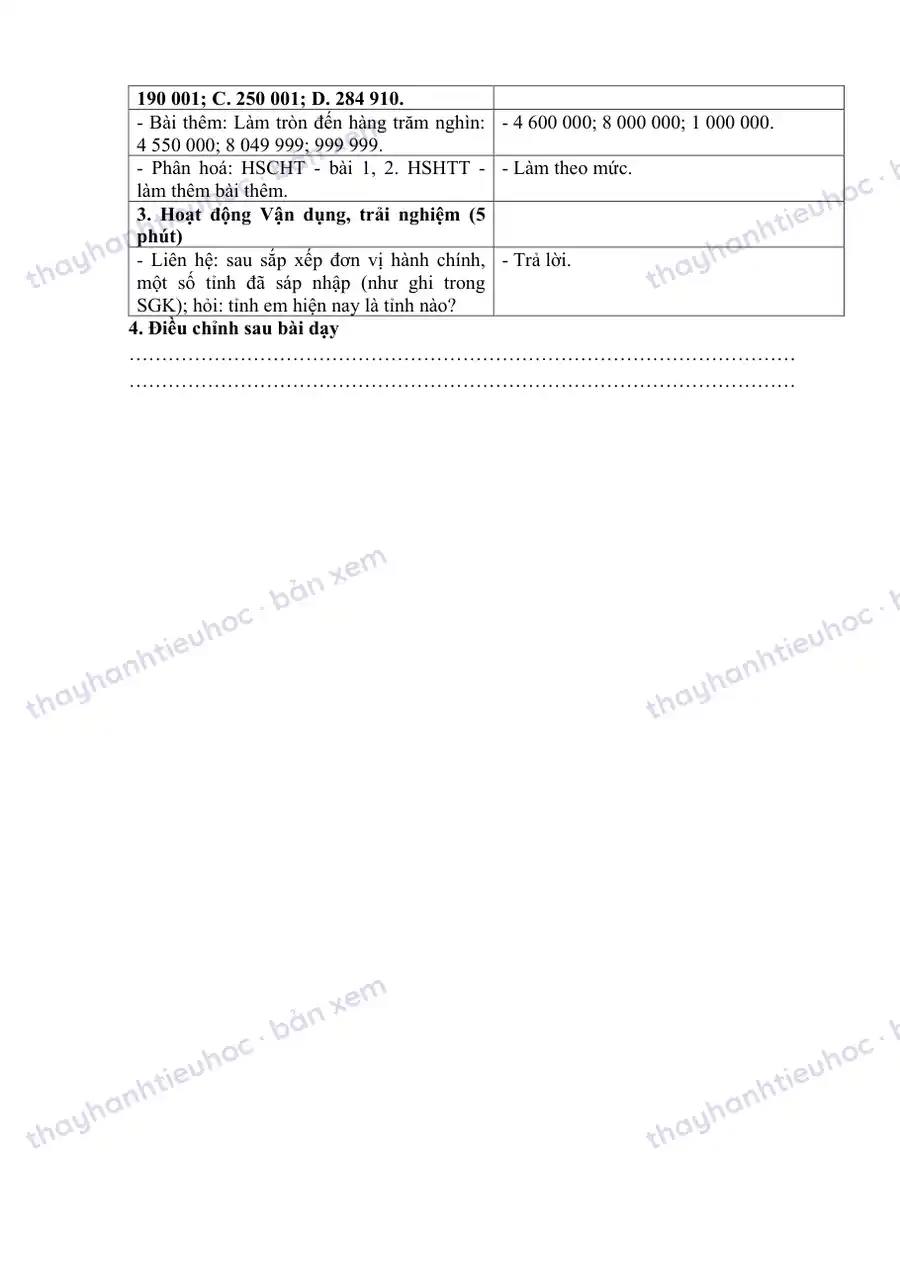 190 001; C. 250 001; D. 284 910.
- Bài thêm: Làm tròn đến hàng trăm nghìn:
4 550 000; 8 049 999; 999 999.
- 4 600 000; 8 000 000; 1 000 000.
- Phân hoá: HSCHT - bài 1, 2. HSHTT -
làm thêm bài thêm.
- Làm theo mức.
3. Hoạt động Vận dụng, trải nghiệm (5
phút)
- Liên hệ: sau sắp xếp đơn vị hành chính,
một số tỉnh đã sáp nhập (như ghi trong
SGK); hỏi: tỉnh em hiện nay là tỉnh nào?
- Trả lời.
4. Điều chỉnh sau bài dạy
……………………………………………………………………………………
……………………………………………………………………………………
thayhanhtieuhoc · bản xem
thayhanhtieuhoc · b
thayhanhtieuhoc · bản xem
thayhanhtieuhoc · b
thayhanhtieuhoc · bản xem
thayhanhtieuhoc · b